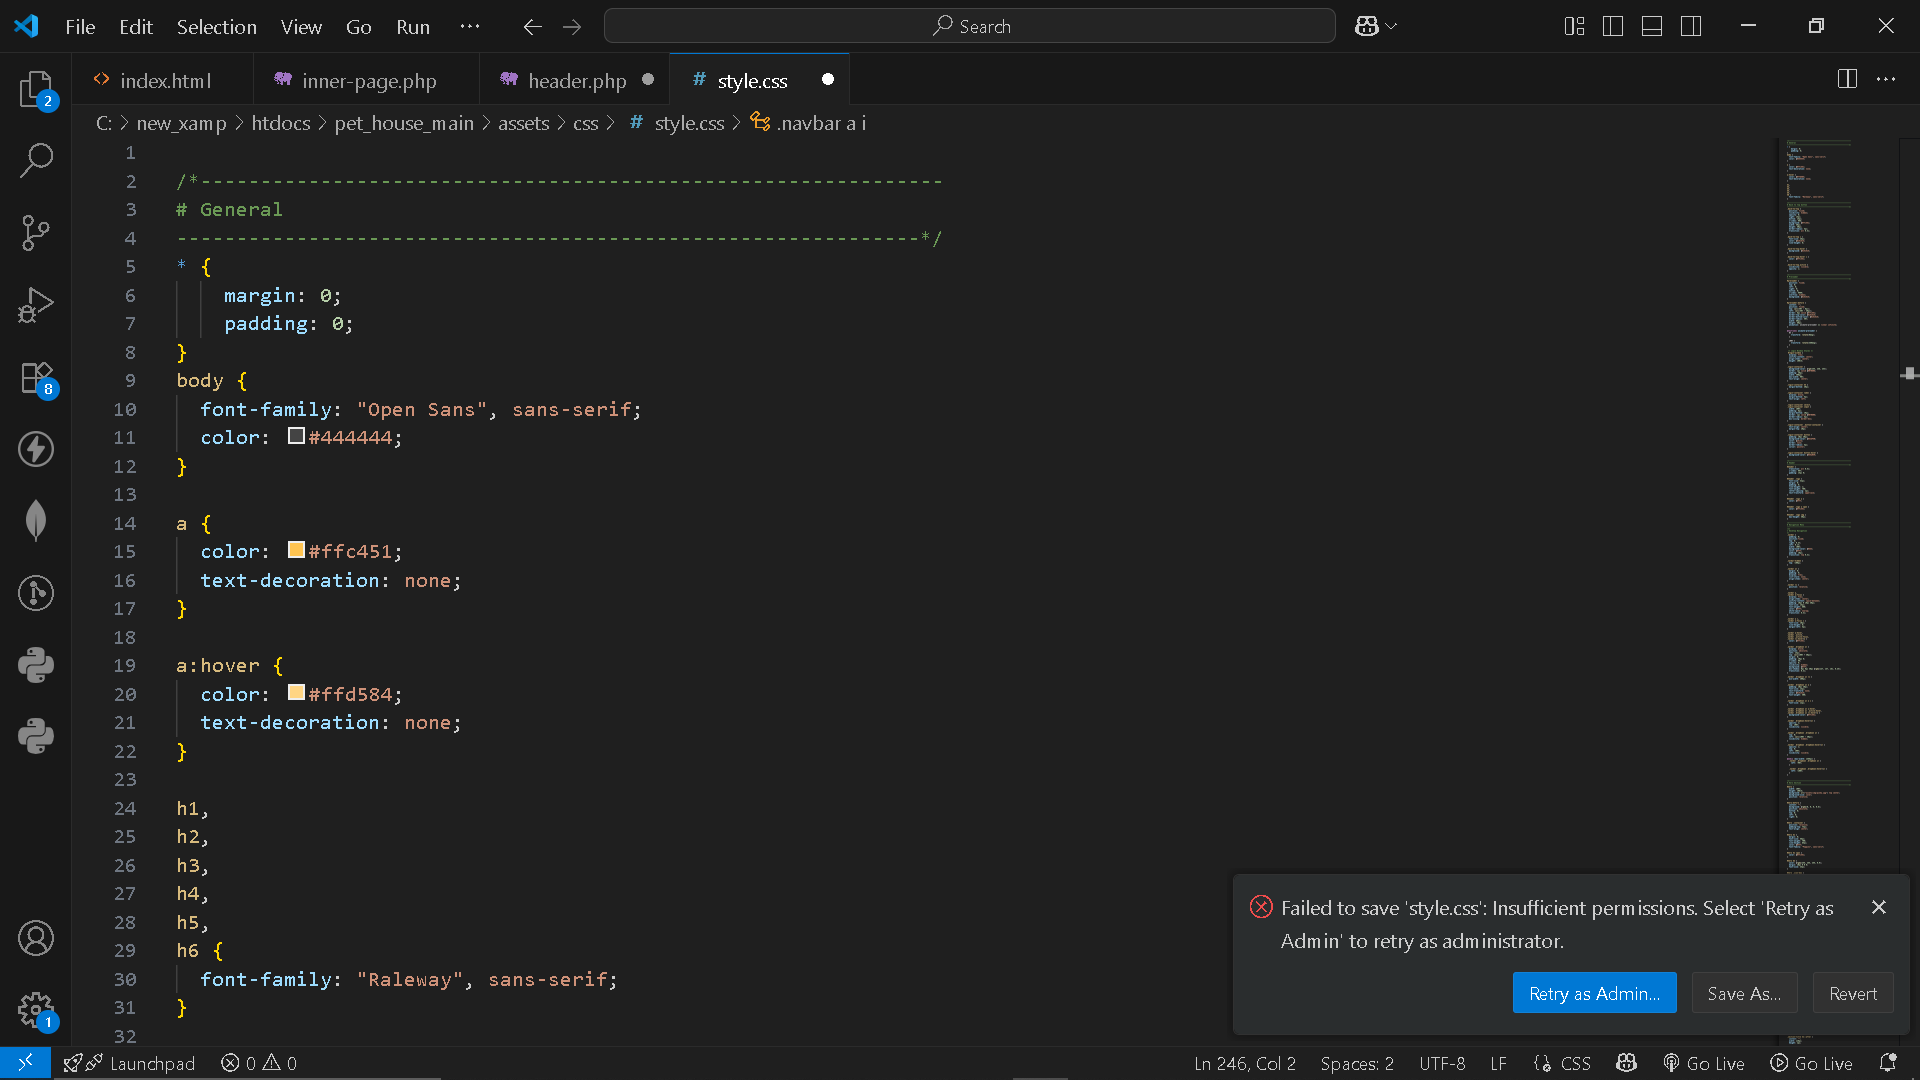 File Edit Selection View Go Run ··· Search
index.html inner-page.php header.php # style.css
C: > new_xamp > htdocs > pet_house_main > assets > css > # style.css > .navbar a i
1
2 /*--------------------------------------------------------------
3 # General
4 --------------------------------------------------------------*/
5 * {
6 margin: 0;
7 padding: 0;
8 }
9 body {
10 font-family: "Open Sans", sans-serif;
11 color: #444444;
12 }
13
14 a {
15 color: #ffc451;
16 text-decoration: none;
17 }
18
19 a:hover {
20 color: #ffd584;
21 text-decoration: none;
22 }
23
24 h1,
25 h2,
26 h3,
27 h4,
28 h5,
29 h6 {
30 font-family: "Raleway", sans-serif;
31 }
32
2
8
1
Failed to save 'style.css': Insufficient permissions. Select 'Retry as
Admin' to retry as administrator.
Retry as Admin... Save As... Revert
Launchpad 0 0 Ln 246, Col 2 Spaces: 2 UTF-8 LF CSS Go Live Go Live